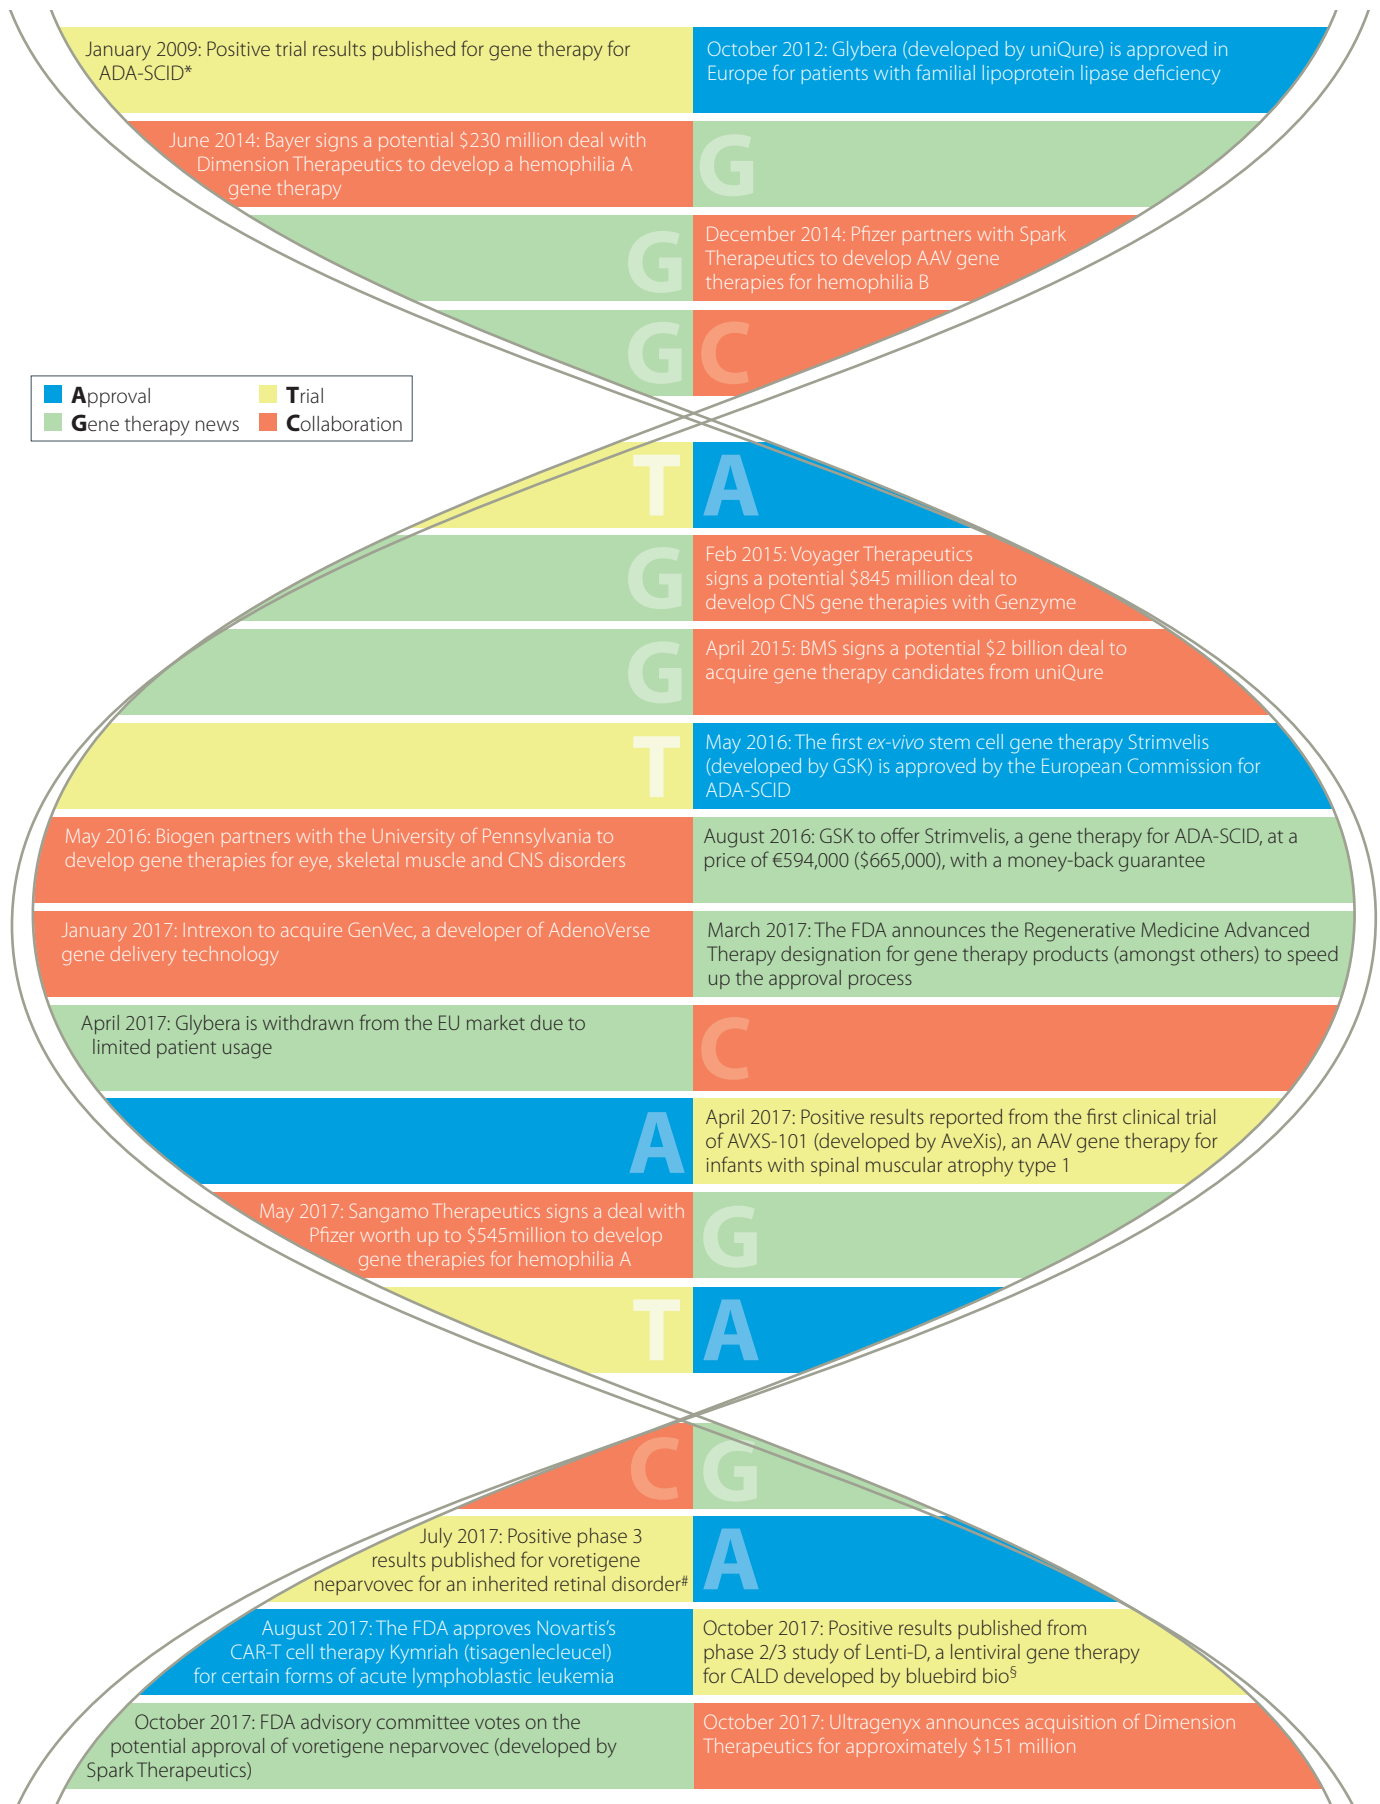 January 2009: Positive trial results published for gene therapy for
ADA-SCID*
October 2012: Glybera (developed by uniQure) is approved in
Europe for patients with familial lipoprotein lipase deficiency
June 2014: Bayer signs a potential $230 million deal with
Dimension Therapeutics to develop a hemophilia A
gene therapy
G
G
December 2014: Pfizer partners with Spark
Therapeutics to develop AAV gene
therapies for hemophilia B
G
C
Approval
Trial
Gene therapy news
Collaboration
T
A
G
Feb 2015: Voyager Therapeutics
signs a potential $845 million deal to
develop CNS gene therapies with Genzyme
G
April 2015: BMS signs a potential $2 billion deal to
acquire gene therapy candidates from uniQure
T
May 2016: The first ex-vivo stem cell gene therapy Strimvelis
(developed by GSK) is approved by the European Commission for
ADA-SCID
May 2016: Biogen partners with the University of Pennsylvania to
develop gene therapies for eye, skeletal muscle and CNS disorders
August 2016: GSK to offer Strimvelis, a gene therapy for ADA-SCID, at a
price of €594,000 ($665,000), with a money-back guarantee
January 2017: Intrexon to acquire GenVec, a developer of AdenoVerse
gene delivery technology
March 2017: The FDA announces the Regenerative Medicine Advanced
Therapy designation for gene therapy products (amongst others) to speed
up the approval process
April 2017: Glybera is withdrawn from the EU market due to
limited patient usage
C
A
April 2017: Positive results reported from the first clinical trial
of AVXS-101 (developed by AveXis), an AAV gene therapy for
infants with spinal muscular atrophy type 1
May 2017: Sangamo Therapeutics signs a deal with
Pfizer worth up to $545million to develop
gene therapies for hemophilia A
G
T
A
C
G
July 2017: Positive phase 3
results published for voretigene
neparvovec for an inherited retinal disorder#
A
August 2017: The FDA approves Novartis's
CAR-T cell therapy Kymriah (tisagenlecleucel)
for certain forms of acute lymphoblastic leukemia
October 2017: Positive results published from
phase 2/3 study of Lenti-D, a lentiviral gene therapy
for CALD developed by bluebird bio§
October 2017: FDA advisory committee votes on the
potential approval of voretigene neparvovec (developed by
Spark Therapeutics)
October 2017: Ultragenyx announces acquisition of Dimension
Therapeutics for approximately $151 million